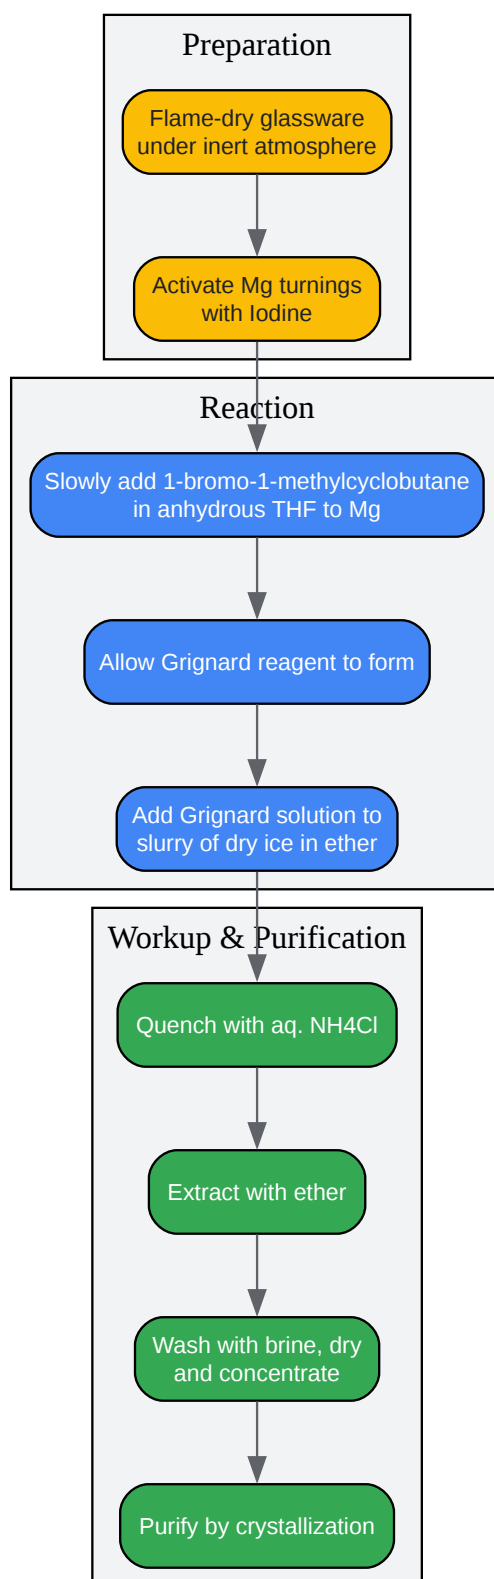 Preparation
Flame-dry glassware
under inert atmosphere
Activate Mg turnings
with Iodine
Reaction
Slowly add 1-bromo-1-methylcyclobutane
in anhydrous THF to Mg
Allow Grignard reagent to form
Add Grignard solution to
slurry of dry ice in ether
Workup & Purification
Quench with aq. NH4Cl
Extract with ether
Wash with brine, dry
and concentrate
Purify by crystallization